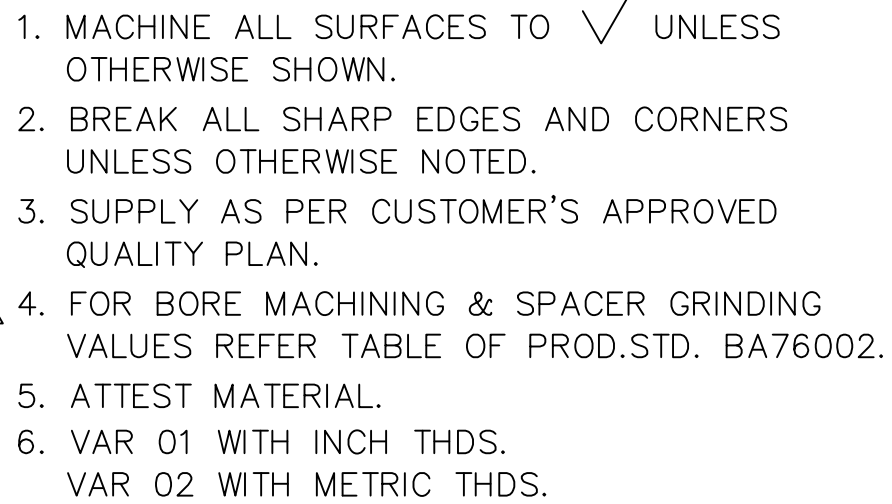 1. MACHINE ALL SURFACES TO √ UNLESS
OTHERWISE SHOWN.
2. BREAK ALL SHARP EDGES AND CORNERS
UNLESS OTHERWISE NOTED.
3. SUPPLY AS PER CUSTOMER'S APPROVED
QUALITY PLAN.
4. FOR BORE MACHINING & SPACER GRINDING
VALUES REFER TABLE OF PROD.STD. BA76002.
5. ATTEST MATERIAL.
6. VAR 01 WITH INCH THDS.
VAR 02 WITH METRIC THDS.